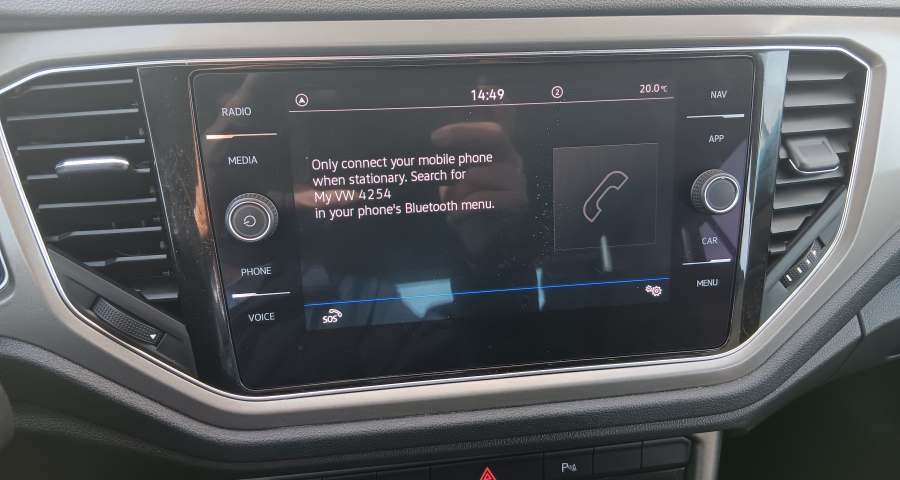 RADIO
MEDIA
PHONE
VOICE
14:49
2
20.0°C
Only connect your mobile phone
when stationary. Search for
My VW 4254
in your phone's Bluetooth menu.
SOS
NAV
APP
CAR
MENU
P